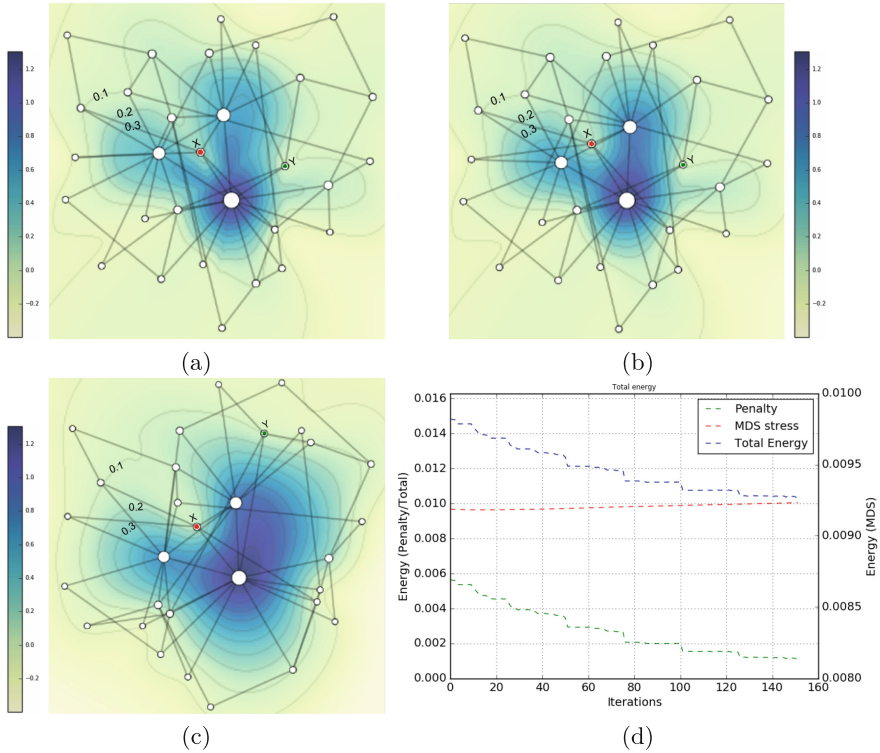 1.2
1.0
0.8
0.6
0.4
0.2
0.0
−0.2
0.1
0.2
0.3
X
Y
(a)
0.1
0.2
0.3
X
Y
1.2
1.0
0.8
0.6
0.4
0.2
0.0
−0.2
(b)
1.2
1.0
0.8
0.6
0.4
0.2
0.0
−0.2
0.1
0.2
0.3
X
Y
(c)
Total energy
Energy (Penalty/Total)
0.016
0.014
0.012
0.010
0.008
0.006
0.004
0.002
0.000
Penalty
MDS stress
Total Energy
0.0100
0.0095
0.0090
0.0085
0.0080
Energy (MDS)
0 20 40 60 80 100 120 140 160
Iterations
(d)